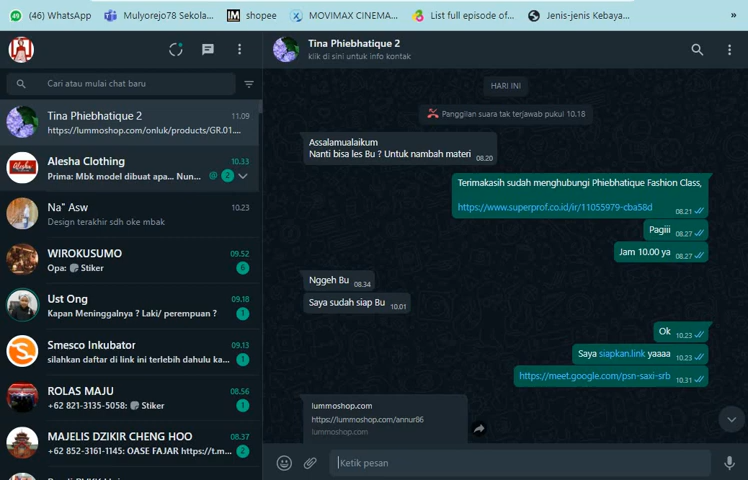 (46) WhatsApp
Mulyorejo78 Sekola...
shopee
MOVIMAX CINEMA...
List full episode of...
Jenis-jenis Kebaya...
»
Cari atau mulai chat baru
Tina Phiebhatique 2 11.09
https://lummoshop.com/onluk/products/GR.01....
Alesha Clothing 10.33
Prima: Mbk model dibuat apa... Nun... @ 2
Na" Asw 10.23
Design terakhir sdh oke mbak
WIROKUSUMO 09.52
Opa: Stiker 6
Ust Ong 09.18
Kapan Meninggalnya ? Laki/ perempuan ? 1
Smesco Inkubator 09.13
silahkan daftar di link ini terlebih dahulu ka... 1
ROLAS MAJU 08.56
+62 821-3135-5058: Stiker 1
MAJELIS DZIKIR CHENG HOO 08.37
+62 852-3161-1145: OASE FAJAR https://t.m... 2
Tina Phiebhatique 2
klik di sini untuk info kontak
HARI INI
Panggilan suara tak terjawab pukul 10.18
Assalamualaikum
Nanti bisa les Bu ? Untuk nambah materi 08.20
Terimakasih sudah menghubungi Phiebhatique Fashion Class,
https://www.superprof.co.id/ir/11055979-cba58d 08.21
Pagiii 08.27
Jam 10.00 ya 08.27
Nggeh Bu 08.34
Saya sudah siap Bu 10.01
Ok 10.23
Saya siapkan.link yaaaa 10.23
https://meet.google.com/psn-saxi-srb 10.31
lummoshop.com
https://lummoshop.com/annur86
lummoshop.com
Ketik pesan